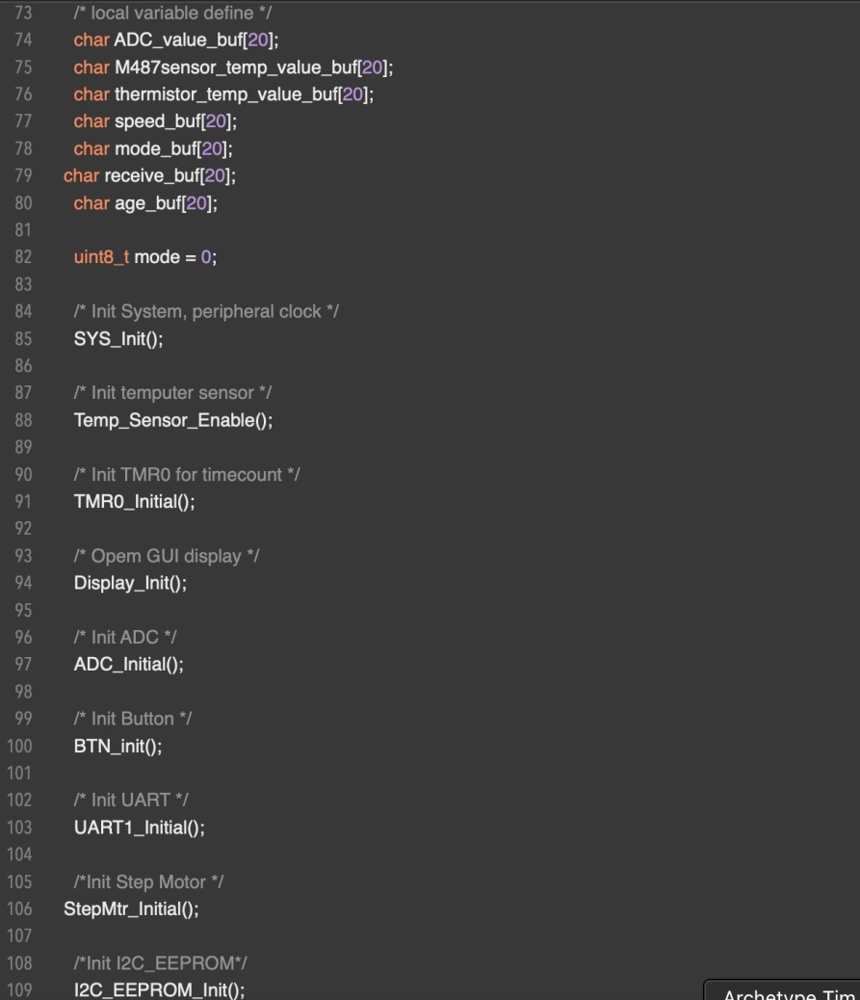 73 /* local variable define */
74 char ADC_value_buf[20];
75 char M487sensor_temp_value_buf[20];
76 char thermistor_temp_value_buf[20];
77 char speed_buf[20];
78 char mode_buf[20];
79 char receive_buf[20];
80 char age_buf[20];
81
82 uint8_t mode = 0;
83
84 /* Init System, peripheral clock */
85 SYS_Init();
86
87 /* Init temputer sensor */
88 Temp_Sensor_Enable();
89
90 /* Init TMR0 for timecount */
91 TMR0_Initial();
92
93 /* Opem GUI display */
94 Display_Init();
95
96 /* Init ADC */
97 ADC_Initial();
98
99 /* Init Button */
100 BTN_init();
101
102 /* Init UART */
103 UART1_Initial();
104
105 /*Init Step Motor */
106 StepMtr_Initial();
107
108 /*Init I2C_EEPROM*/
109 I2C_EEPROM_Init();
Archetype Tim